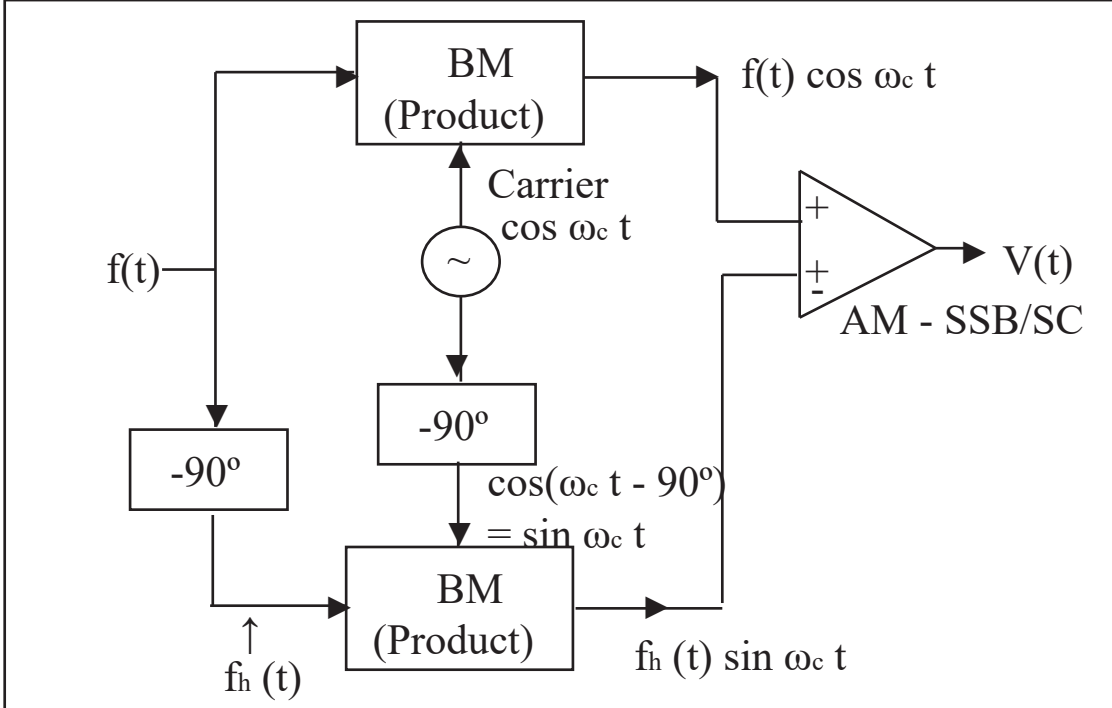 BM
(Product)
f(t) cos ωc t
Carrier
cos ωc t
~
f(t)
+
+
-
V(t)
AM - SSB/SC
-90º
-90º
cos(ωc t - 90º)
= sin ωc t
BM
(Product)
fh (t) sin ωc t
↑
fh (t)